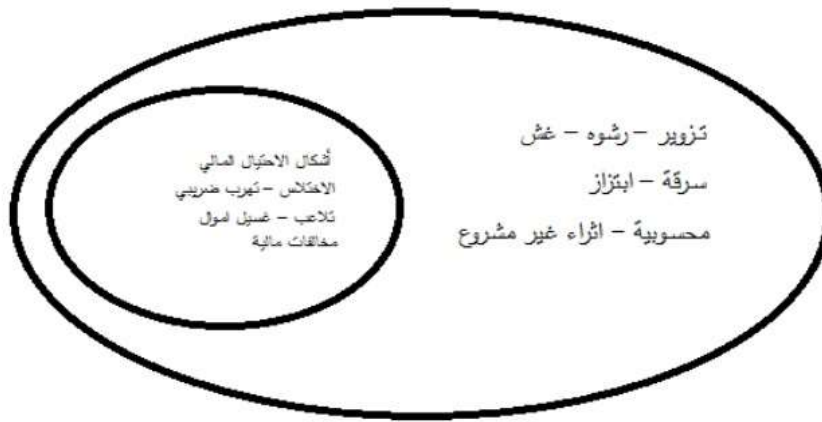 تزوير – رشوه – غش
سرقة – ابتزاز
محسوبية – اثراء غير مشروع
أشكال الاحتيال المالي
الاختلاس – تهرب ضريبي
تلاعب – غسيل اموال
مخالفات مالية